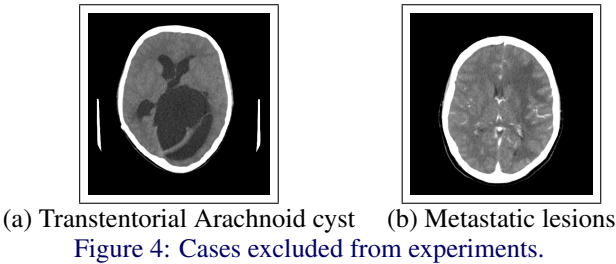 (a) Transtentorial Arachnoid cyst (b) Metastatic lesions
Figure 4: Cases excluded from experiments.